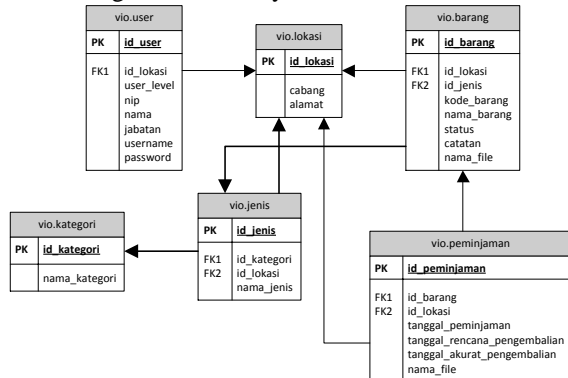 vio.user
PK id_user
FK1 id_lokasi
user_level
nip
nama
jabatan
username
password
vio.lokasi
PK id_lokasi
cabang
alamat
vio.barang
PK id_barang
FK1 id_lokasi
FK2 id_jenis
kode_barang
nama_barang
status
catatan
nama_file
vio.kategori
PK id_kategori
nama_kategori
vio.jenis
PK id_jenis
FK1 id_kategori
FK2 id_lokasi
nama_jenis
vio.peminjaman
PK id_peminjaman
FK1 id_barang
FK2 id_lokasi
tanggal_peminjaman
tanggal_rencana_pengembalian
tanggal_akurat_pengembalian
nama_file